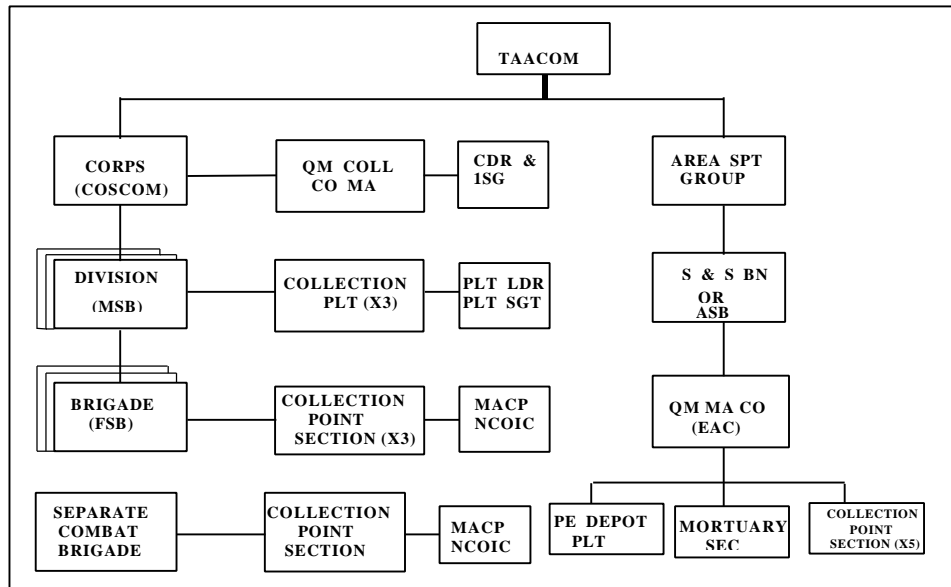 TAACOM
CORPS
(COSCOM)
QM COLL
CO MA
CDR &
1SG
AREA SPT
GROUP
DIVISION
(MSB)
COLLECTION
PLT (X3)
PLT LDR
PLT SGT
S & S BN
OR
ASB
BRIGADE
(FSB)
COLLECTION
POINT
SECTION (X3)
MACP
NCOIC
QM MA CO
(EAC)
SEPARATE
COMBAT
BRIGADE
COLLECTION
POINT
SECTION
MACP
NCOIC
PE DEPOT
PLT
MORTUARY
SEC
COLLECTION
POINT
SECTION (X5)